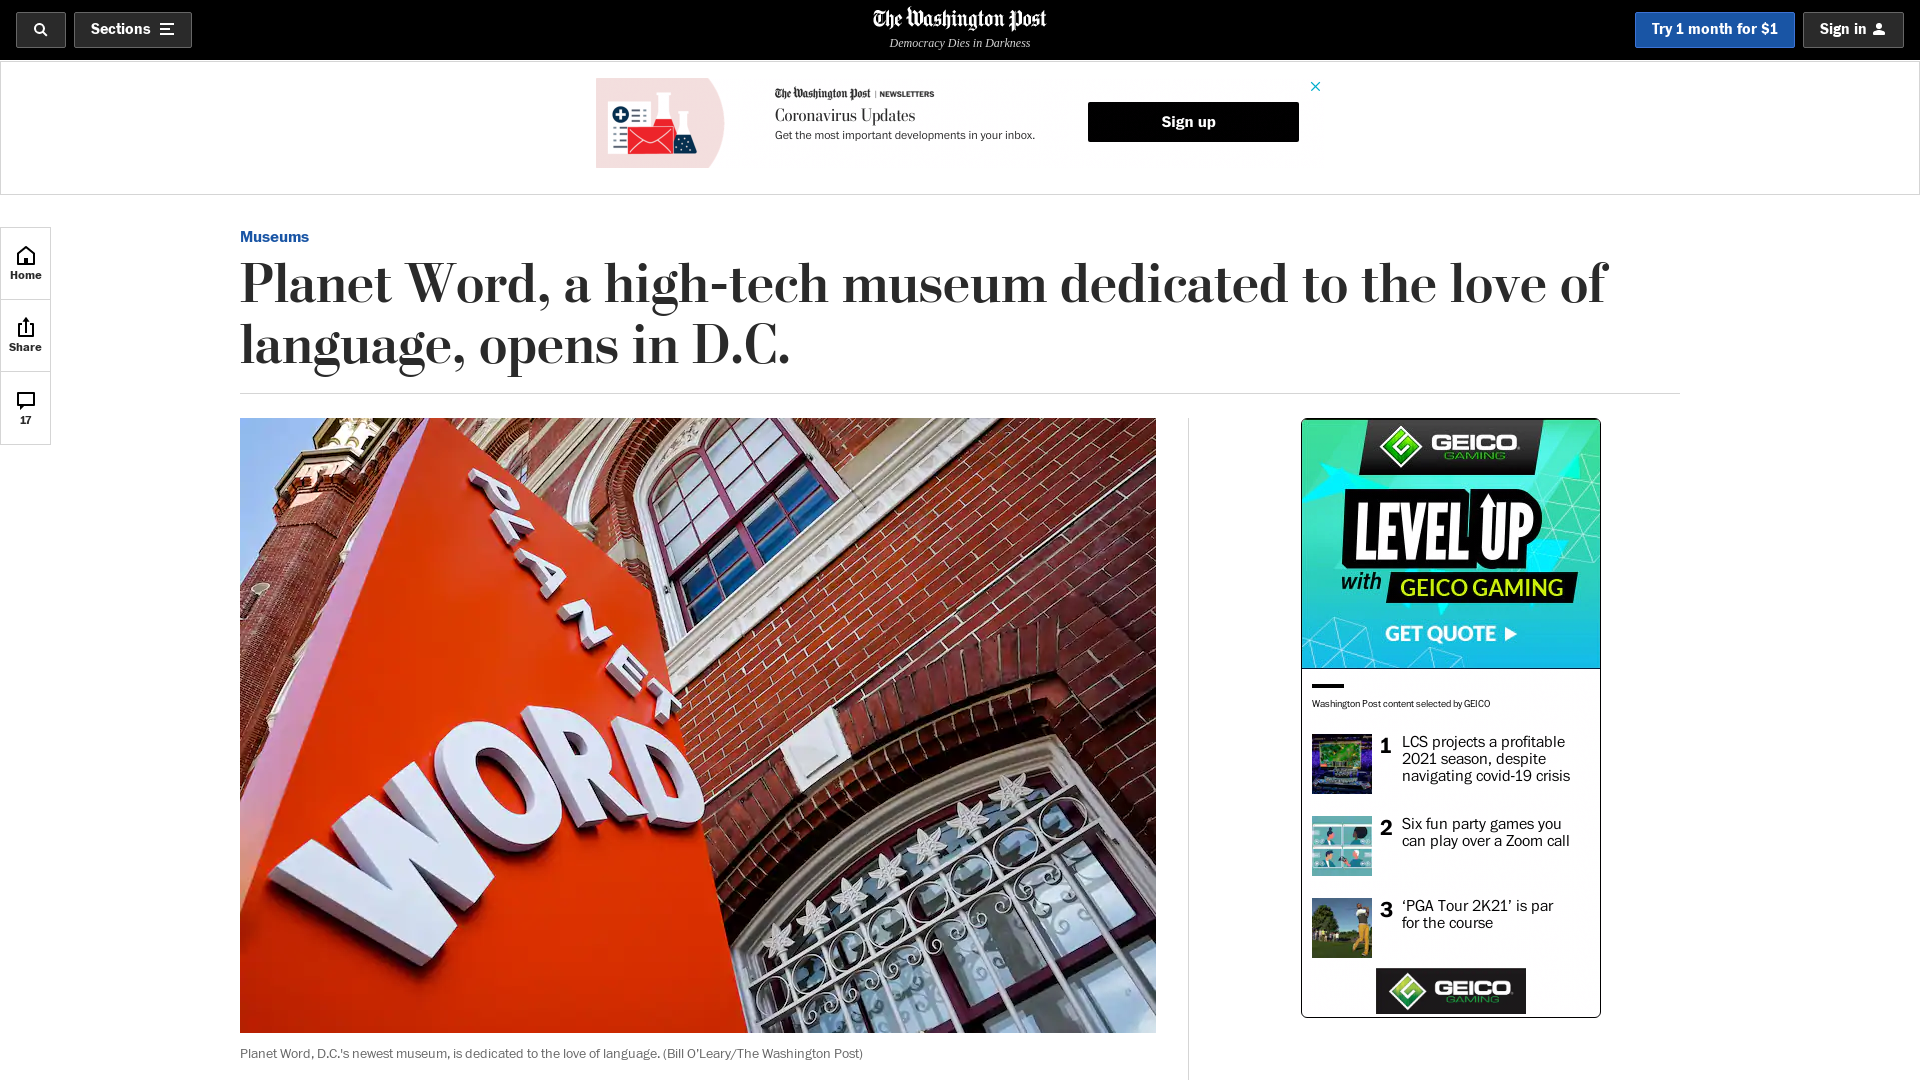 Sections
The Washington Post
Democracy Dies in Darkness
Try 1 month for $1
Sign in
The Washington Post | NEWSLETTERS
Coronavirus Updates
Get the most important developments in your inbox.
Sign up
Home
Share
17
Museums
Planet Word, a high-tech museum dedicated to the love of
language, opens in D.C.
PLANET
WORD
Planet Word, D.C.'s newest museum, is dedicated to the love of language. (Bill O’Leary/The Washington Post)
GEICO
GAMING
LEVEL UP
with GEICO GAMING
GET QUOTE
Washington Post content selected by GEICO
1 LCS projects a profitable
2021 season, despite
navigating covid-19 crisis
2 Six fun party games you
can play over a Zoom call
3 ‘PGA Tour 2K21’ is par
for the course
GEICO
GAMING